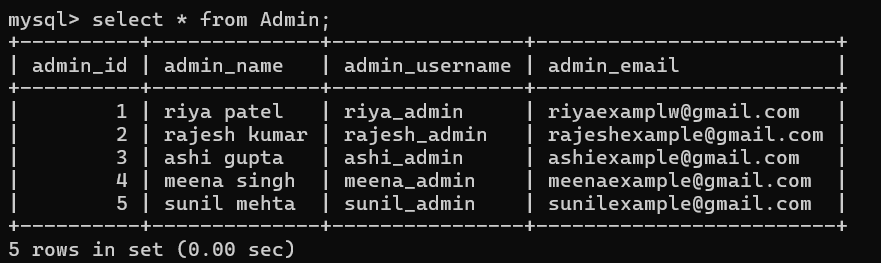 mysql> select * from Admin;
+----------+--------------+----------------+-------------------------+
| admin_id | admin_name   | admin_username | admin_email             |
+----------+--------------+----------------+-------------------------+
|        1 | riya patel   | riya_admin     | riyaexamplw@gmail.com   |
|        2 | rajesh kumar | rajesh_admin   | rajeshexample@gmail.com |
|        3 | ashi gupta   | ashi_admin     | ashiexample@gmail.com   |
|        4 | meena singh  | meena_admin    | meenaexample@gmail.com  |
|        5 | sunil mehta  | sunil_admin    | sunilexample@gmail.com  |
+----------+--------------+----------------+-------------------------+
5 rows in set (0.00 sec)